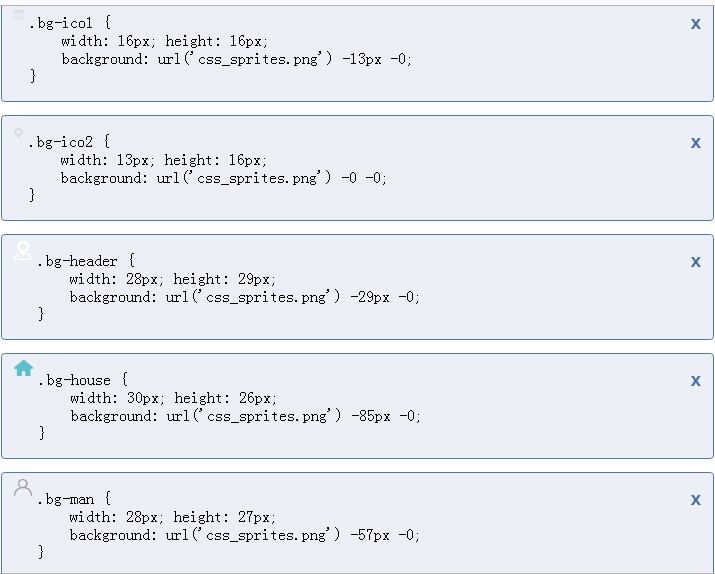 .bg-ico1 {
width: 16px; height: 16px;
background: url('css_sprites.png') -13px -0;
}
X
.bg-ico2 {
width: 13px; height: 16px;
background: url('css_sprites.png') -0 -0;
}
X
.bg-header {
width: 28px; height: 29px;
background: url('css_sprites.png') -29px -0;
}
X
.bg-house {
width: 30px; height: 26px;
background: url('css_sprites.png') -85px -0;
}
X
.bg-man {
width: 28px; height: 27px;
background: url('css_sprites.png') -57px -0;
}
X